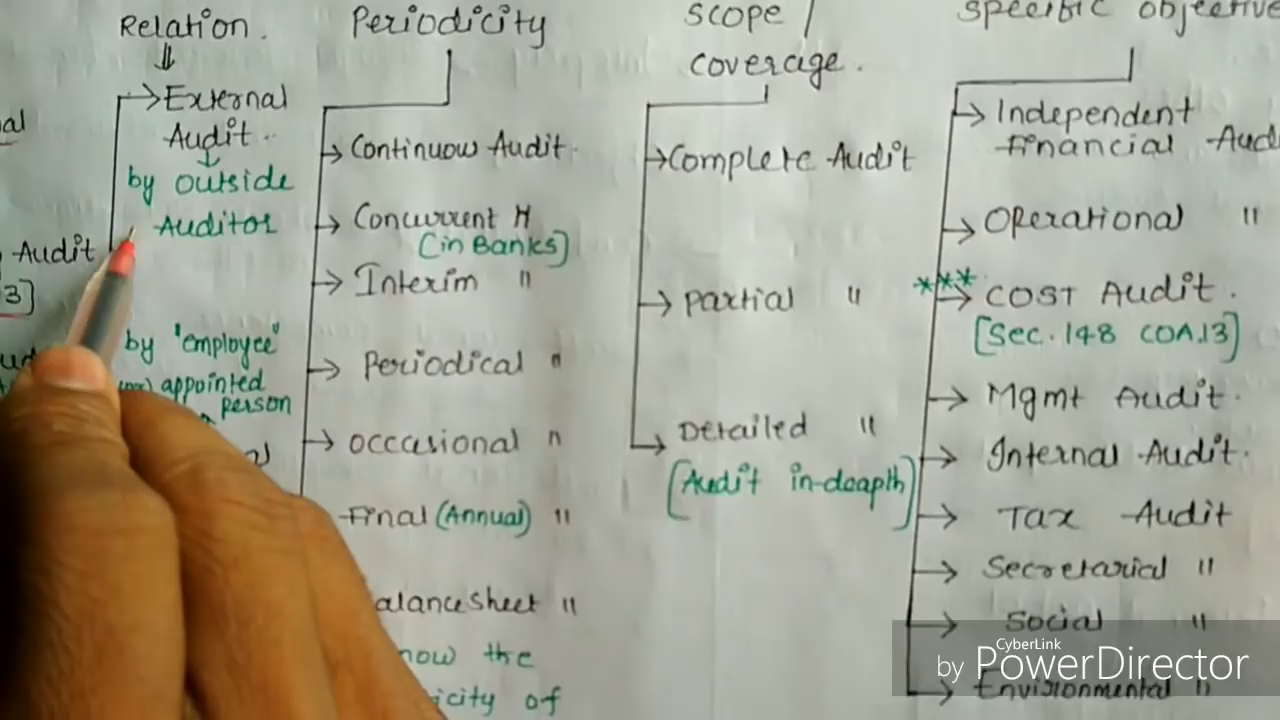 Relation.
External
Audit..
by outside
Auditor
al
Audit
3]
by 'employee'
appointed
person
Periodicity
Continuous Audit.
Concurrent "
(in Banks)
Interim "
Periodical "
occasional "
Final (Annual) "
alance sheet "
now the
icity of
SCOPE /
coverage.
Complete Audit
partial "
Detailed "
(Audit in-deapth)
specific objective
Independent
Financial Aud
Operational "
*** COST Audit.
[Sec. 148 COA.13]
Mgmt Audit.
Internal Audit.
Tax Audit
Secretarial "
Social "
Environmental "
CyberLink
by PowerDirector